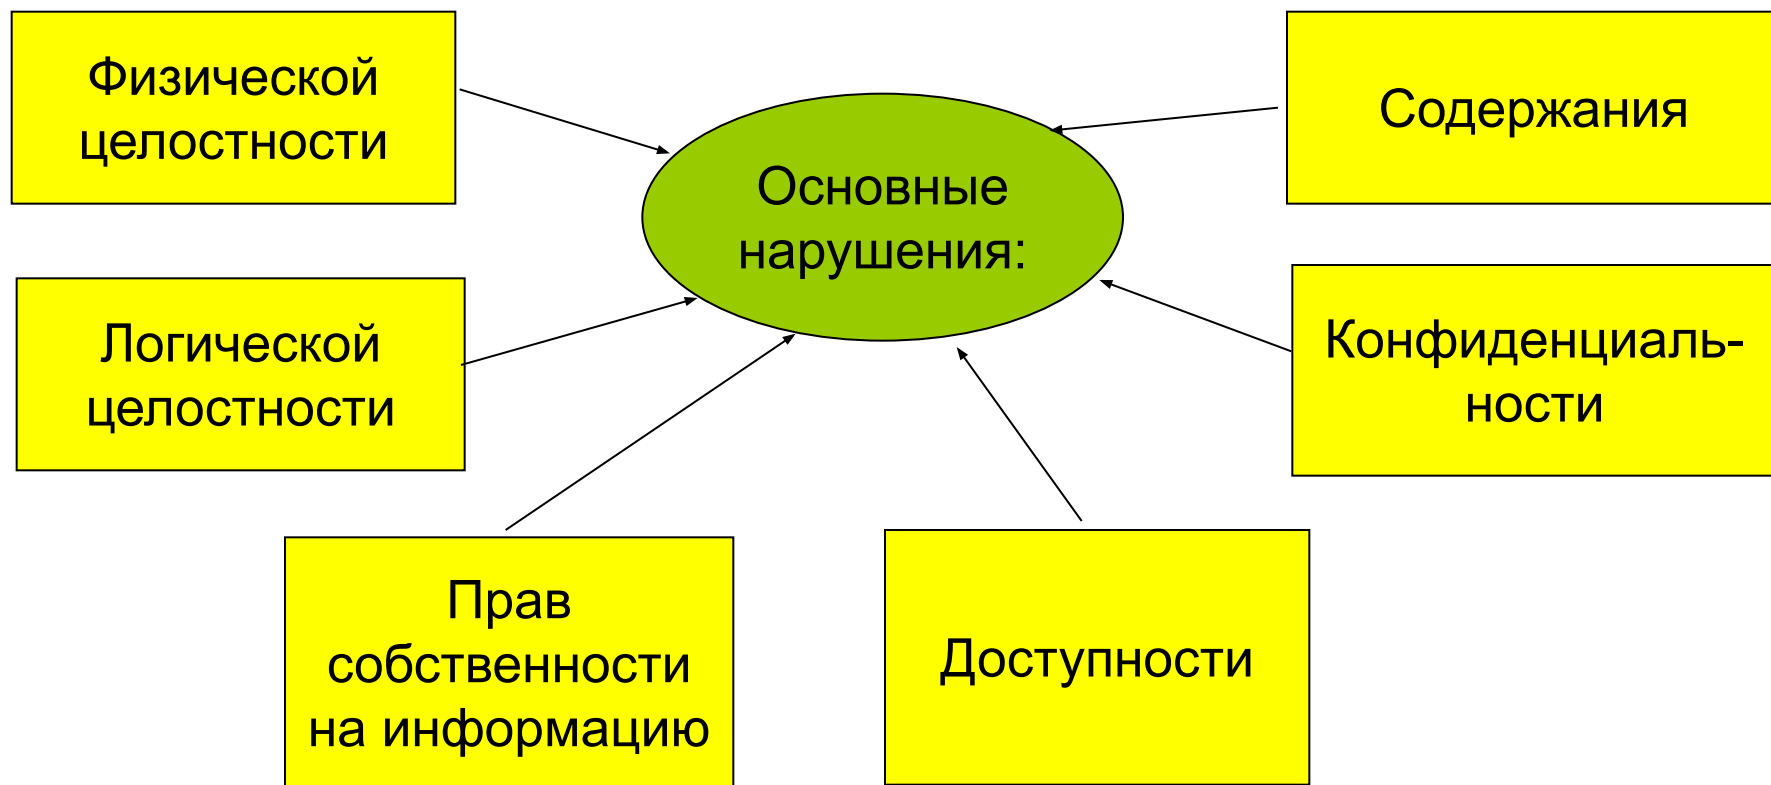 Физической
целостности
Основные
нарушения:
Содержания
Логической
целостности
Конфиденциаль-
ности
Прав
собственности
на информацию
Доступности